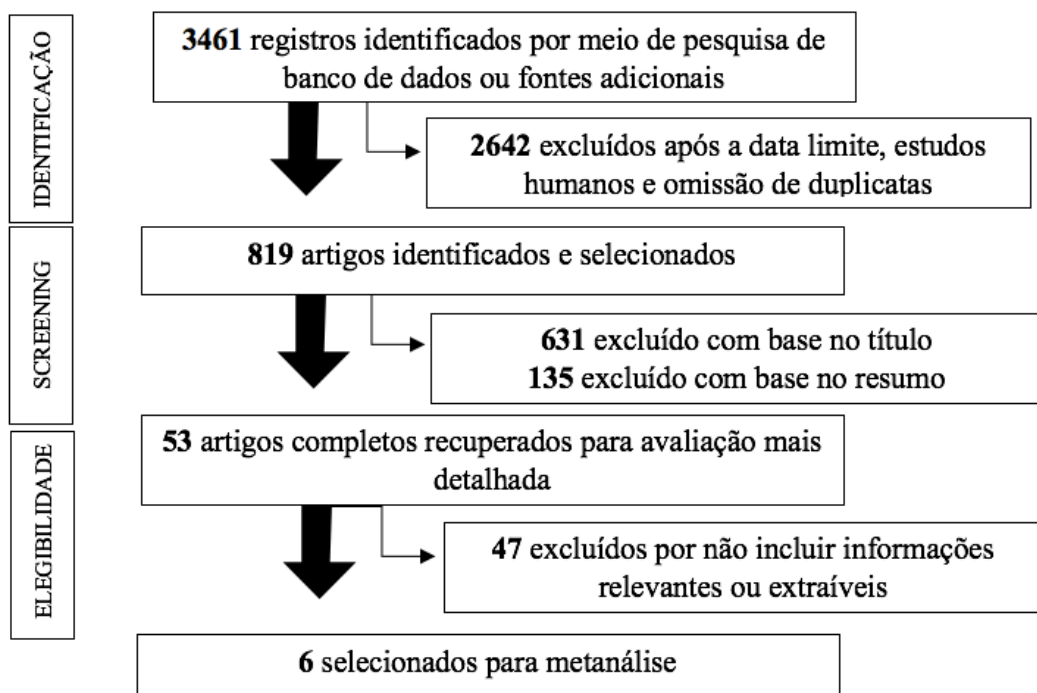 IDENTIFICAÇÃO
3461 registros identificados por meio de pesquisa de
banco de dados ou fontes adicionais
2642 excluídos após a data limite, estudos
humanos e omissão de duplicatas
SCREENING
819 artigos identificados e selecionados
631 excluído com base no título
135 excluído com base no resumo
ELEGIBILIDADE
53 artigos completos recuperados para avaliação mais
detalhada
47 excluídos por não incluir informações
relevantes ou extraíveis
6 selecionados para metanálise